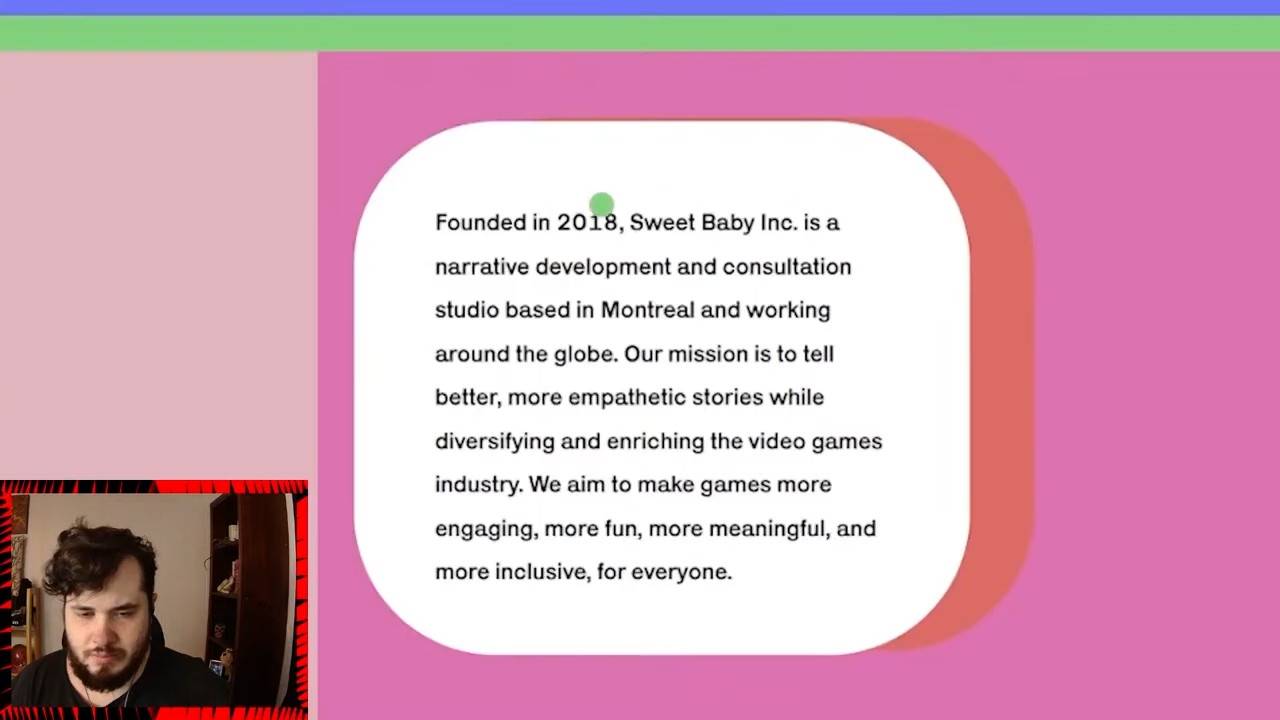 Founded in 2018, Sweet Baby Inc. is a
narrative development and consultation
studio based in Montreal and working
around the globe. Our mission is to tell
better, more empathetic stories while
diversifying and enriching the video games
industry. We aim to make games more
engaging, more fun, more meaningful, and
more inclusive, for everyone.